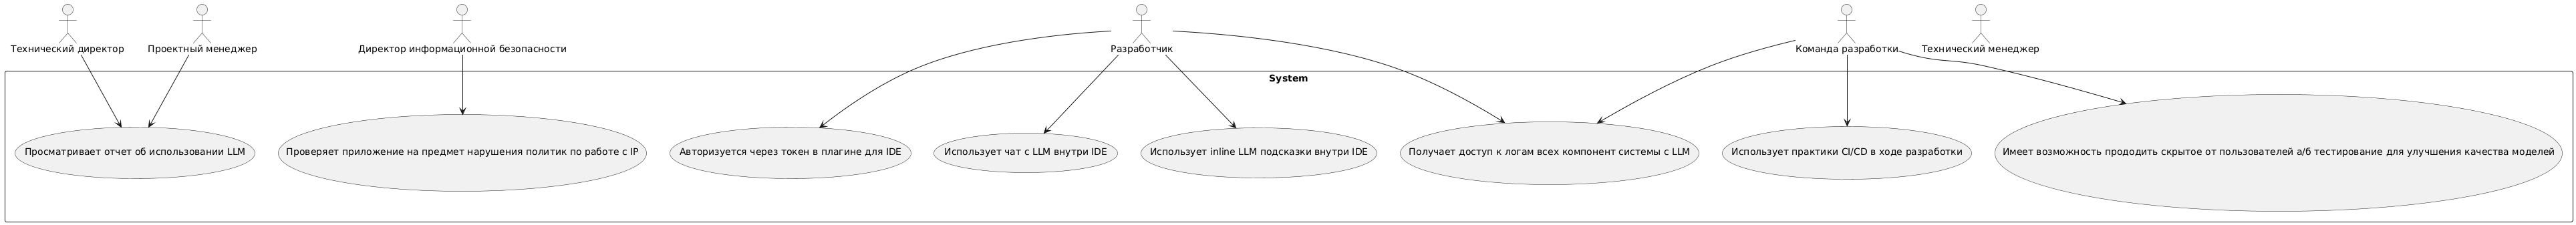 Технический директор
Проектный менеджер
Директор информационной безопасности
Разработчик
Команда разработки
Технический менеджер
System
Просматривает отчет об использовании LLM
Проверяет приложение на предмет нарушения политик по работе с IP
Авторизуется через токен в плагине для IDE
Использует чат с LLM внутри IDE
Использует inline LLM подсказки внутри IDE
Получает доступ к логам всех компонент системы с LLM
Использует практики CI/CD в ходе разработки
Имеет возможность прододить скрытое от пользователей а/б тестирование для улучшения качества моделей